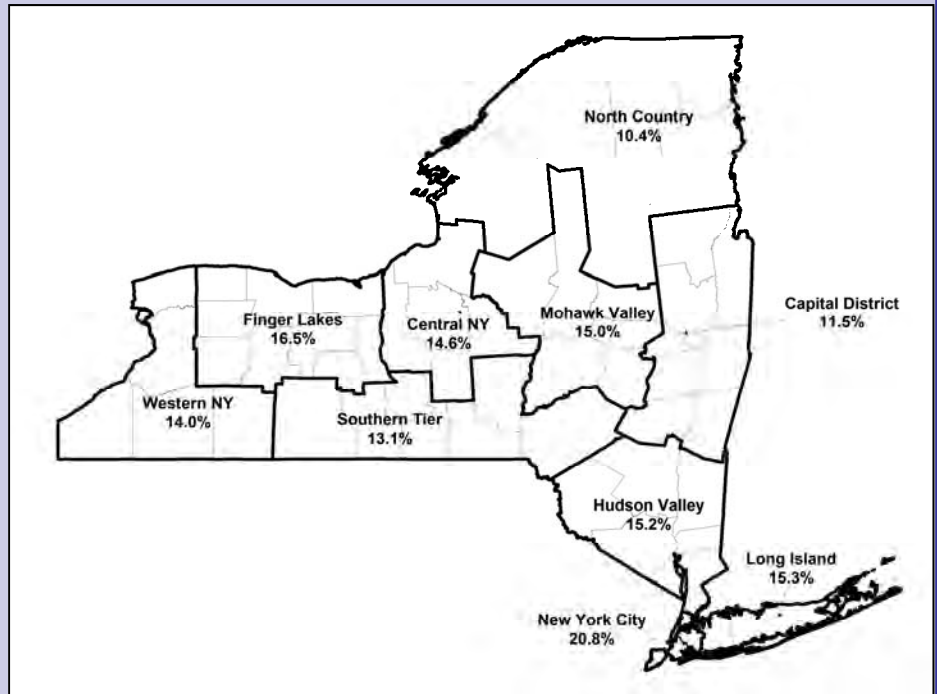 North Country
10.4%
Capital District
11.5%
Mohawk Valley
15.0%
Finger Lakes
16.5%
Central NY
14.6%
Western NY
14.0%
Southern Tier
13.1%
Hudson Valley
15.2%
Long Island
15.3%
New York City
20.8%